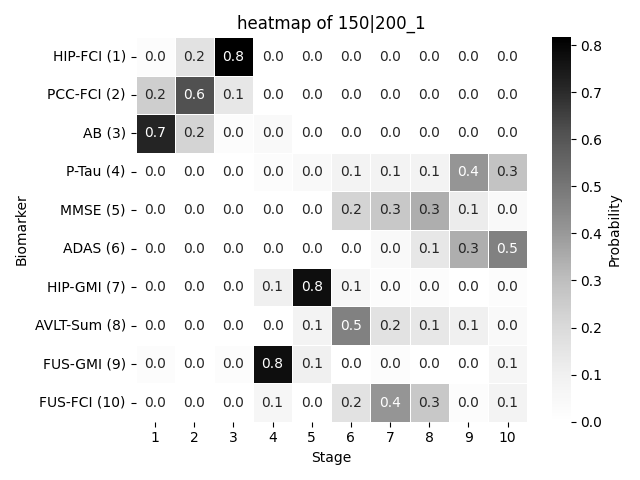 heatmap of 150|200_1
HIP-FCI (1) 0.0 0.2 0.8 0.0 0.0 0.0 0.0 0.0 0.0 0.0
PCC-FCI (2) 0.2 0.6 0.1 0.0 0.0 0.0 0.0 0.0 0.0 0.0
AB (3) 0.7 0.2 0.0 0.0 0.0 0.0 0.0 0.0 0.0 0.0
P-Tau (4) 0.0 0.0 0.0 0.0 0.0 0.1 0.1 0.1 0.4 0.3
MMSE (5) 0.0 0.0 0.0 0.0 0.0 0.2 0.3 0.3 0.1 0.0
ADAS (6) 0.0 0.0 0.0 0.0 0.0 0.0 0.0 0.1 0.3 0.5
HIP-GMI (7) 0.0 0.0 0.0 0.1 0.8 0.1 0.0 0.0 0.0 0.0
AVLT-Sum (8) 0.0 0.0 0.0 0.0 0.1 0.5 0.2 0.1 0.1 0.0
FUS-GMI (9) 0.0 0.0 0.0 0.8 0.1 0.0 0.0 0.0 0.0 0.1
FUS-FCI (10) 0.0 0.0 0.0 0.1 0.0 0.2 0.4 0.3 0.0 0.1
1 2 3 4 5 6 7 8 9 10
Stage
Biomarker
0.8
0.7
0.6
0.5
0.4
0.3
0.2
0.1
0.0
Probability